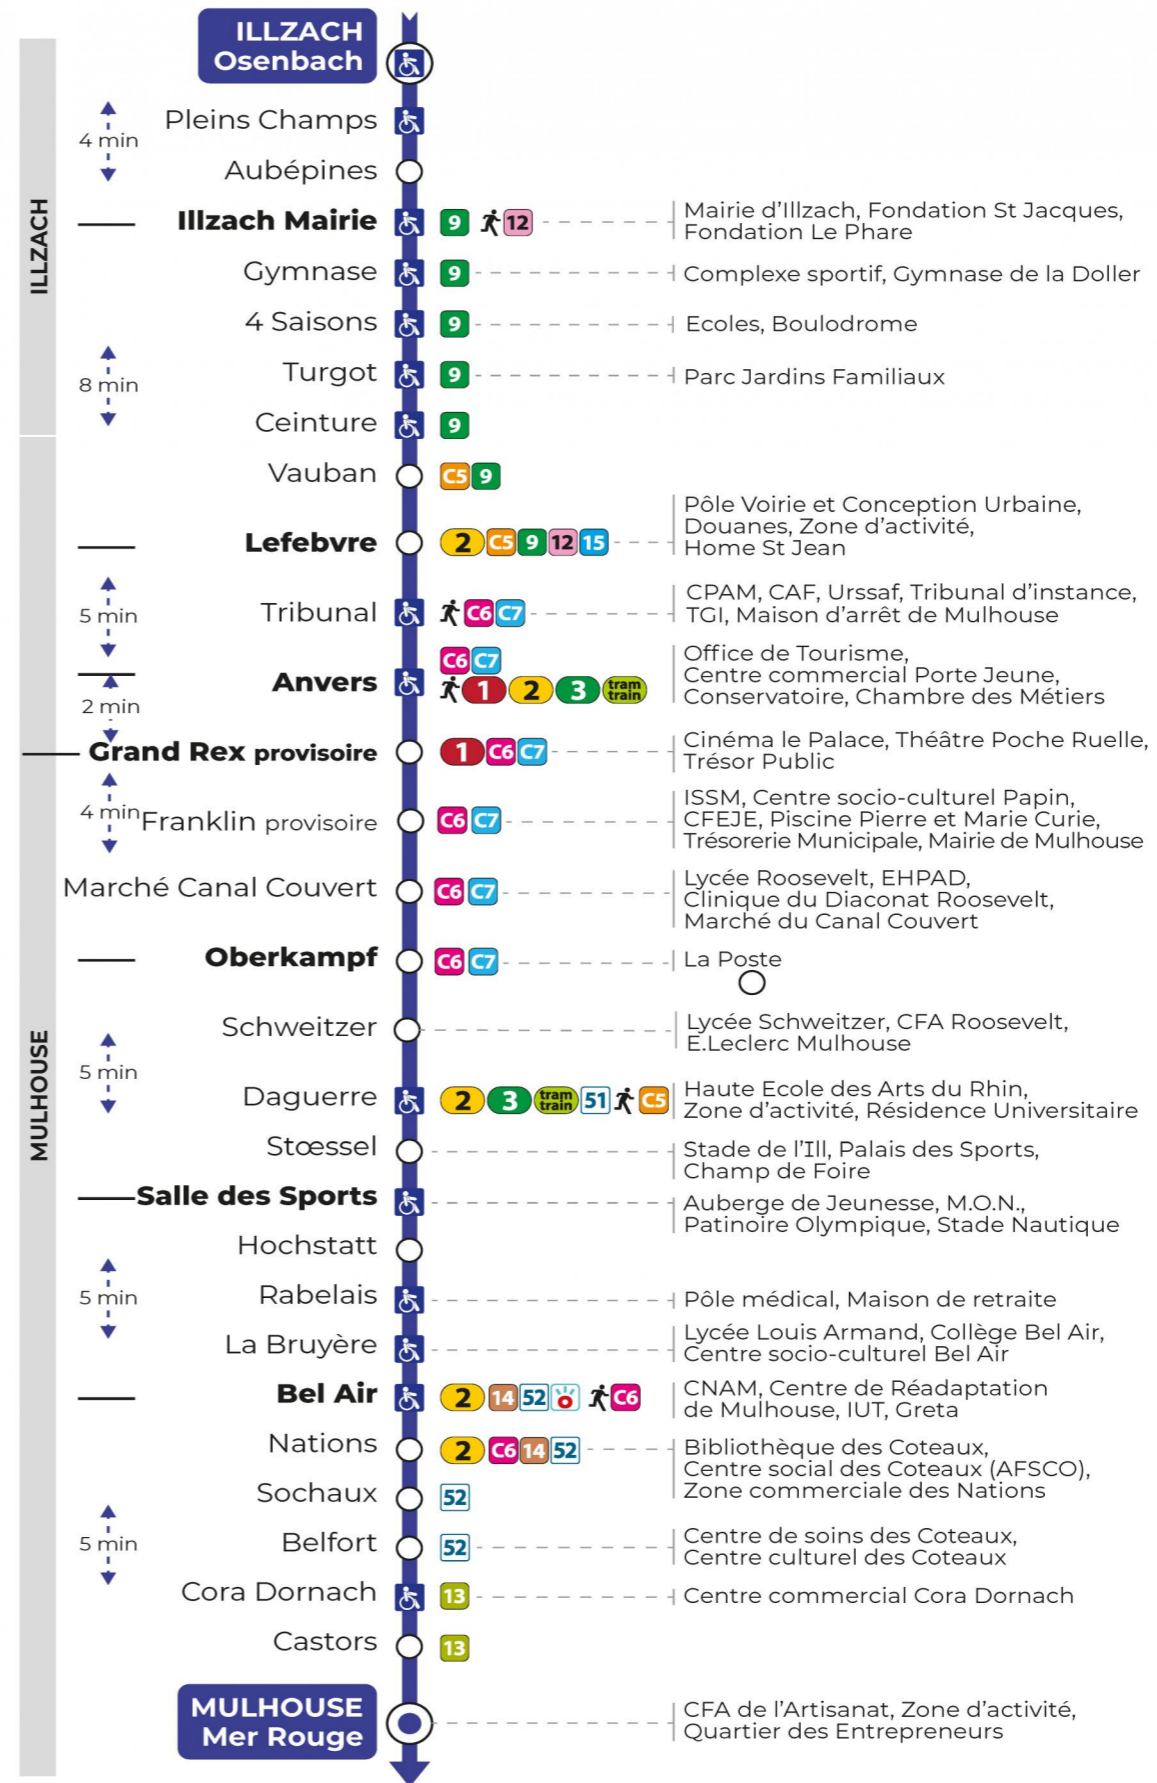 ILLZACH
Osenbach
ILLZACH
Pleins Champs
4 min
Aubépines
Illzach Mairie 9 12 Mairie d'Illzach, Fondation St Jacques,
Fondation Le Phare
Gymnase 9 Complexe sportif, Gymnase de la Doller
4 Saisons 9 Ecoles, Boulodrome
Turgot 9 Parc Jardins Familiaux
8 min
Ceinture 9
MULHOUSE
Vauban C5 9
Lefebvre 2 C5 9 12 15 Pôle Voirie et Conception Urbaine,
Douanes, Zone d'activité,
Home St Jean
5 min
Tribunal C6 C7 CPAM, CAF, Urssaf, Tribunal d'instance,
TGI, Maison d'arrêt de Mulhouse
Anvers C6 C7 Office de Tourisme,
1 2 3 tram train Centre commercial Porte Jeune,
Conservatoire, Chambre des Métiers
2 min
Grand Rex provisoire 1 C6 C7 Cinéma le Palace, Théâtre Poche Ruelle,
Trésor Public
4 min
Franklin provisoire C6 C7 ISSM, Centre socio-culturel Papin,
CFEJE, Piscine Pierre et Marie Curie,
Trésorerie Municipale, Mairie de Mulhouse
Marché Canal Couvert C6 C7 Lycée Roosevelt, EHPAD,
Clinique du Diaconat Roosevelt,
Marché du Canal Couvert
Oberkampf C6 C7 La Poste
Schweitzer Lycée Schweitzer, CFA Roosevelt,
E.Leclerc Mulhouse
5 min
Daguerre 2 3 tram train 51 C5 Haute Ecole des Arts du Rhin,
Zone d'activité, Résidence Universitaire
Stœssel Stade de l'Ill, Palais des Sports,
Champ de Foire
Salle des Sports Auberge de Jeunesse, M.O.N.,
Patinoire Olympique, Stade Nautique
Hochstatt
5 min
Rabelais Pôle médical, Maison de retraite
La Bruyère Lycée Louis Armand, Collège Bel Air,
Centre socio-culturel Bel Air
Bel Air 2 14 52 C6 CNAM, Centre de Réadaptation
de Mulhouse, IUT, Greta
Nations 2 C6 14 52 Bibliothèque des Coteaux,
Centre social des Coteaux (AFSCO),
Zone commerciale des Nations
Sochaux 52
5 min
Belfort 52 Centre de soins des Coteaux,
Centre culturel des Coteaux
Cora Dornach 13 Centre commercial Cora Dornach
Castors 13
MULHOUSE
Mer Rouge
CFA de l'Artisanat, Zone d'activité,
Quartier des Entrepreneurs